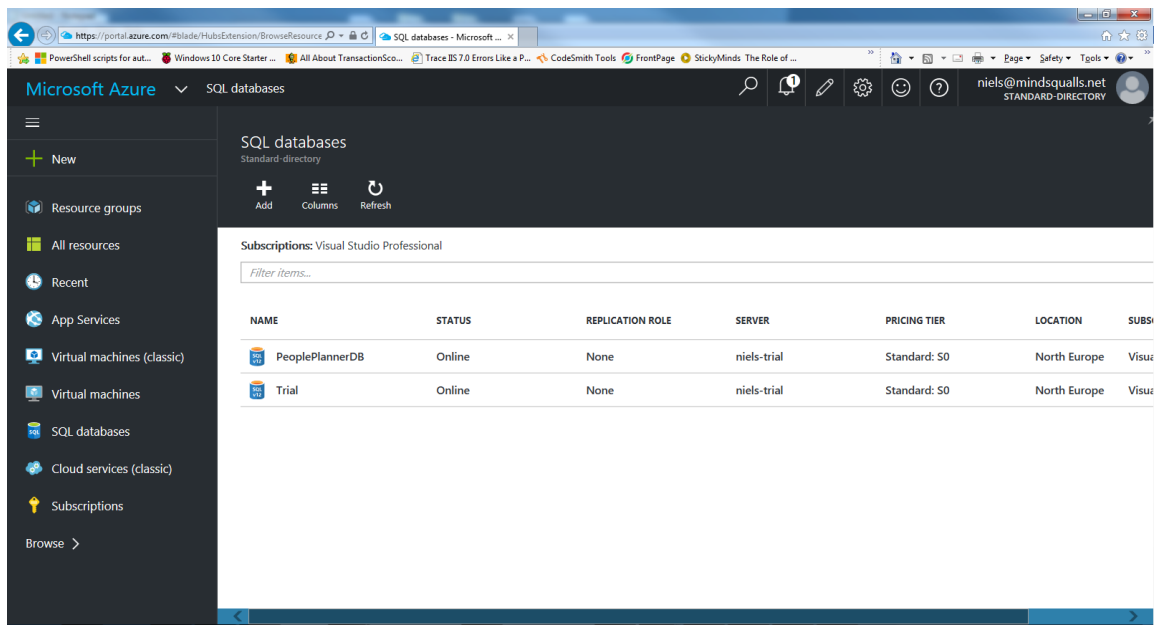 https://portal.azure.com/#blade/HubsExtension/BrowseResource
SQL databases - Microsoft ...
PowerShell scripts for aut... Windows 10 Core Starter ... All About TransactionSco... Trace IIS 7.0 Errors Like a P... CodeSmith Tools FrontPage StickyMinds The Role of ... Page Safety Tools
Microsoft Azure SQL databases 1 niels@mindsqualls.net
STANDARD-DIRECTORY
New
Resource groups
All resources
Recent
App Services
Virtual machines (classic)
Virtual machines
SQL databases
Cloud services (classic)
Subscriptions
Browse
SQL databases
Standard-directory
Add Columns Refresh
Subscriptions: Visual Studio Professional
Filter items...
NAME STATUS REPLICATION ROLE SERVER PRICING TIER LOCATION SUBS
PeoplePlannerDB Online None niels-trial Standard: S0 North Europe Visua
Trial Online None niels-trial Standard: S0 North Europe Visua